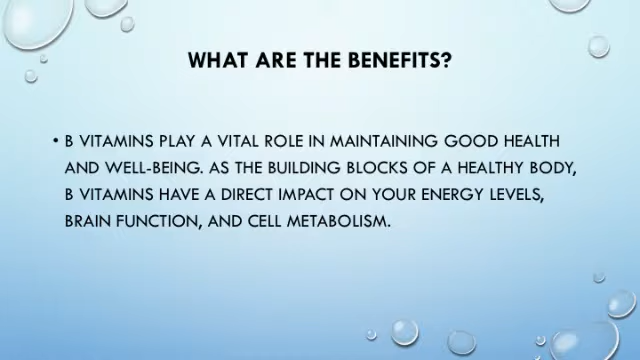 WHAT ARE THE BENEFITS?
• B VITAMINS PLAY A VITAL ROLE IN MAINTAINING GOOD HEALTH
AND WELL-BEING. AS THE BUILDING BLOCKS OF A HEALTHY BODY,
B VITAMINS HAVE A DIRECT IMPACT ON YOUR ENERGY LEVELS,
BRAIN FUNCTION, AND CELL METABOLISM.